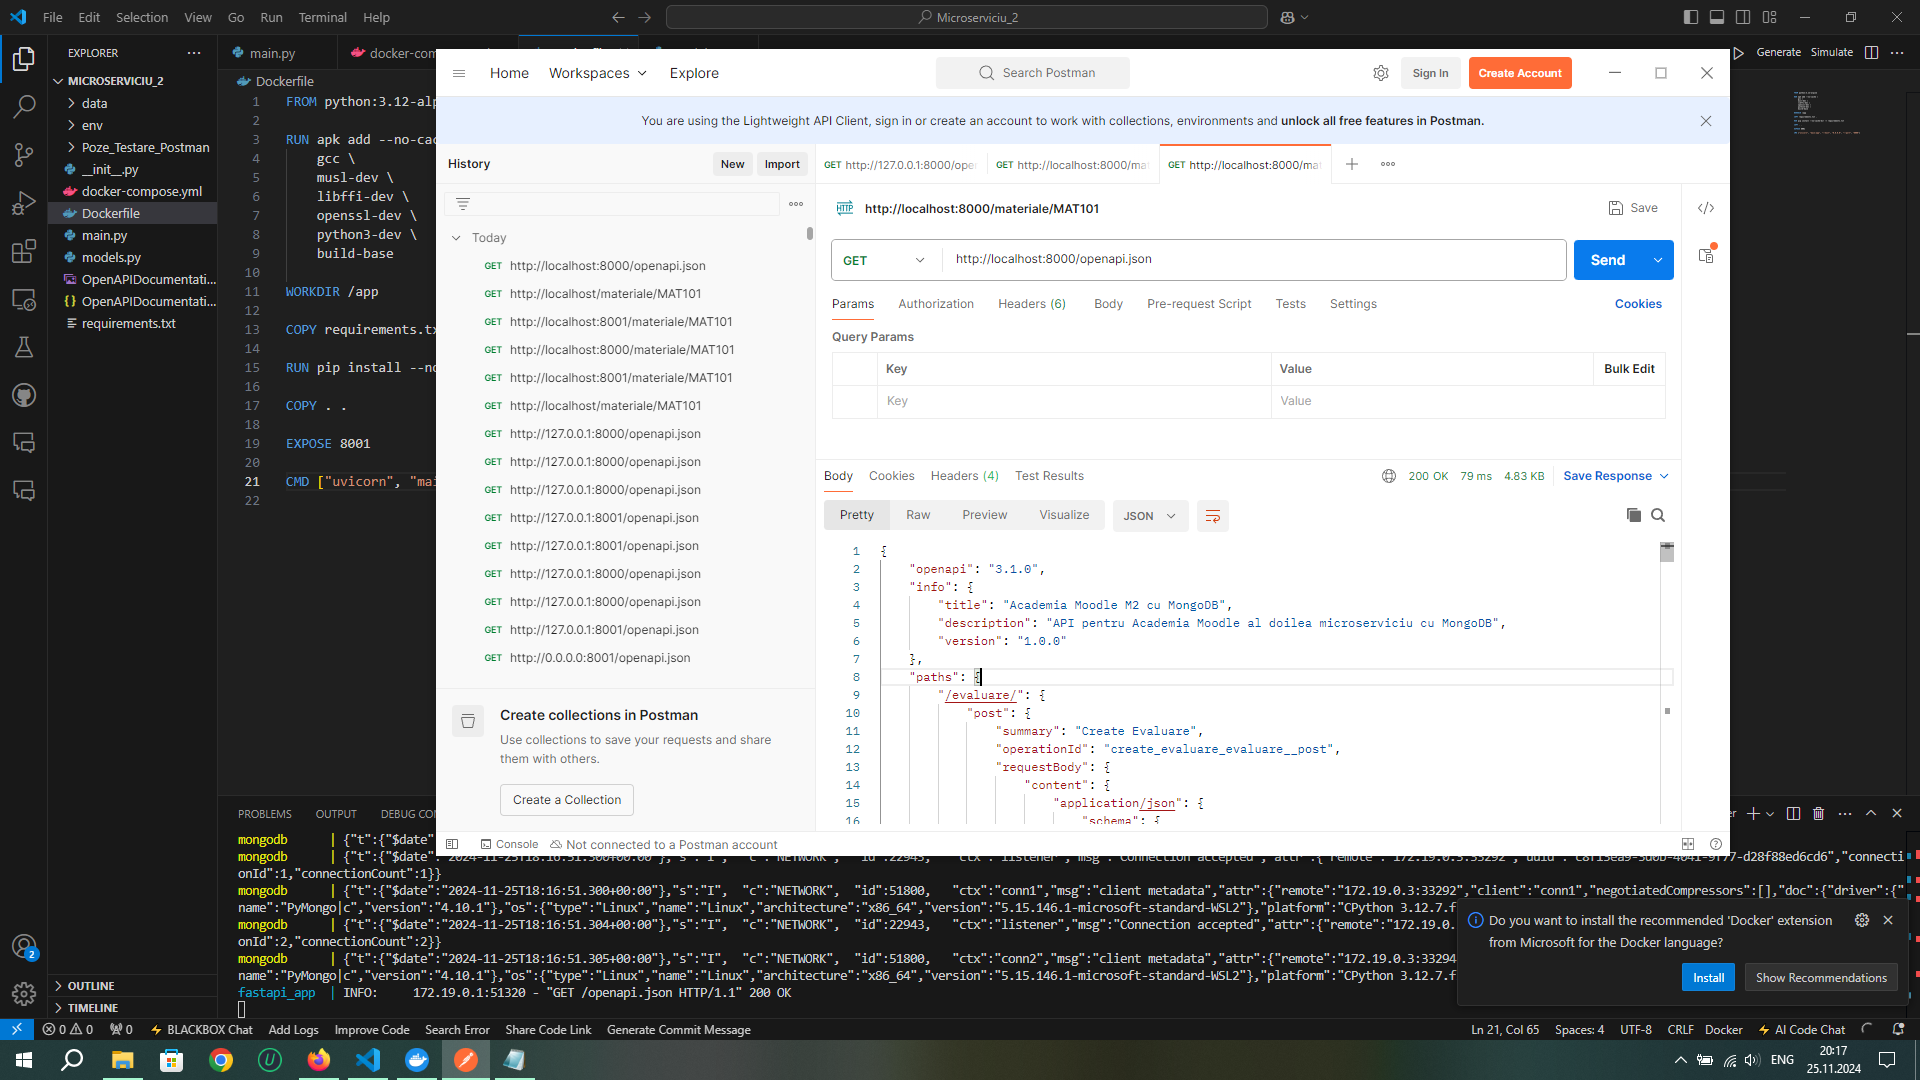 File Edit Selection View Go Run Terminal Help
Microserviciu_2
EXPLORER
MICROSERVICIU_2
data
env
Poze_Testare_Postman
__init__.py
docker-compose.yml
Dockerfile
main.py
models.py
OpenAPIDocumentati...
OpenAPIDocumentati...
requirements.txt
OUTLINE
TIMELINE
main.py
Dockerfile
Generate Simulate
1 FROM python:3.12-alp
2
3 RUN apk add --no-cac
4 gcc \
5 musl-dev \
6 libffi-dev \
7 openssl-dev \
8 python3-dev \
9 build-base
10
11 WORKDIR /app
12
13 COPY requirements.tx
14
15 RUN pip install --no
16
17 COPY . .
18
19 EXPOSE 8001
20
21 CMD ["uvicorn", "mai
22
Home Workspaces Explore
Search Postman
Sign In Create Account
You are using the Lightweight API Client, sign in or create an account to work with collections, environments and unlock all free features in Postman.
History
New Import
Today
GET http://localhost:8000/openapi.json
GET http://localhost/materiale/MAT101
GET http://localhost:8001/materiale/MAT101
GET http://localhost:8000/materiale/MAT101
GET http://localhost:8001/materiale/MAT101
GET http://localhost/materiale/MAT101
GET http://127.0.0.1:8000/openapi.json
GET http://127.0.0.1:8000/openapi.json
GET http://127.0.0.1:8000/openapi.json
GET http://127.0.0.1:8001/openapi.json
GET http://127.0.0.1:8001/openapi.json
GET http://127.0.0.1:8000/openapi.json
GET http://127.0.0.1:8000/openapi.json
GET http://127.0.0.1:8001/openapi.json
GET http://0.0.0.0:8001/openapi.json
Create collections in Postman
Use collections to save your requests and share
them with others.
Create a Collection
GET http://127.0.0.1:8000/open GET http://localhost:8000/mat GET http://localhost:8000/mat
HTTP http://localhost:8000/materiale/MAT101
Save
GET http://localhost:8000/openapi.json
Send
Params Authorization Headers (6) Body Pre-request Script Tests Settings Cookies
Query Params
Key Value Bulk Edit
Key Value
Body Cookies Headers (4) Test Results
200 OK 79 ms 4.83 KB Save Response
Pretty Raw Preview Visualize JSON
1 {
2 "openapi": "3.1.0",
3 "info": {
4 "title": "Academia Moodle M2 cu MongoDB",
5 "description": "API pentru Academia Moodle al doilea microserviciu cu MongoDB",
6 "version": "1.0.0"
7 },
8 "paths": {
9 "/evaluare/": {
10 "post": {
11 "summary": "Create Evaluare",
12 "operationId": "create_evaluare_evaluare__post",
13 "requestBody": {
14 "content": {
15 "application/json": {
16 "schema": {
Console Not connected to a Postman account
PROBLEMS OUTPUT DEBUG CON
mongodb | {"t":{"$date"
mongodb | {"t":{"$date":"2024-11-25T18:16:51.300+00:00"},"s":"I", "c":"NETWORK", "id":22943, "ctx":"listener","msg":"Connection accepted","attr":{"remote":"172.19.0.3:33292","uuid":
onId":1,"connectionCount":1}}
mongodb | {"t":{"$date":"2024-11-25T18:16:51.300+00:00"},"s":"I", "c":"NETWORK", "id":51800, "ctx":"conn1","msg":"client metadata","attr":{"remote":"172.19.0.3:33292","client":"conn1","negotiatedCompressors":[],"doc":{"driver":{"
name":"PyMongo|c","version":"4.10.1"},"os":{"type":"Linux","name":"Linux","architecture":"x86_64","version":"5.15.146.1-microsoft-standard-WSL2"},"platform":"CPython 3.12.7.f
mongodb | {"t":{"$date":"2024-11-25T18:16:51.304+00:00"},"s":"I", "c":"NETWORK", "id":22943, "ctx":"listener","msg":"Connection accepted","attr":{"remote":"172.19.0.
onId":2,"connectionCount":2}}
mongodb | {"t":{"$date":"2024-11-25T18:16:51.305+00:00"},"s":"I", "c":"NETWORK", "id":51800, "ctx":"conn2","msg":"client metadata","attr":{"remote":"172.19.0.3:33294
name":"PyMongo|c","version":"4.10.1"},"os":{"type":"Linux","name":"Linux","architecture":"x86_64","version":"5.15.146.1-microsoft-standard-WSL2"},"platform":"CPython 3.12.7.f
fastapi_app | INFO: 172.19.0.1:51320 - "GET /openapi.json HTTP/1.1" 200 OK
Do you want to install the recommended 'Docker' extension
from Microsoft for the Docker language?
Install Show Recommendations
0 0 0 BLACKBOX Chat Add Logs Improve Code Search Error Share Code Link Generate Commit Message
Ln 21, Col 65 Spaces: 4 UTF-8 CRLF Docker AI Code Chat
2
ENG
20:17
25.11.2024